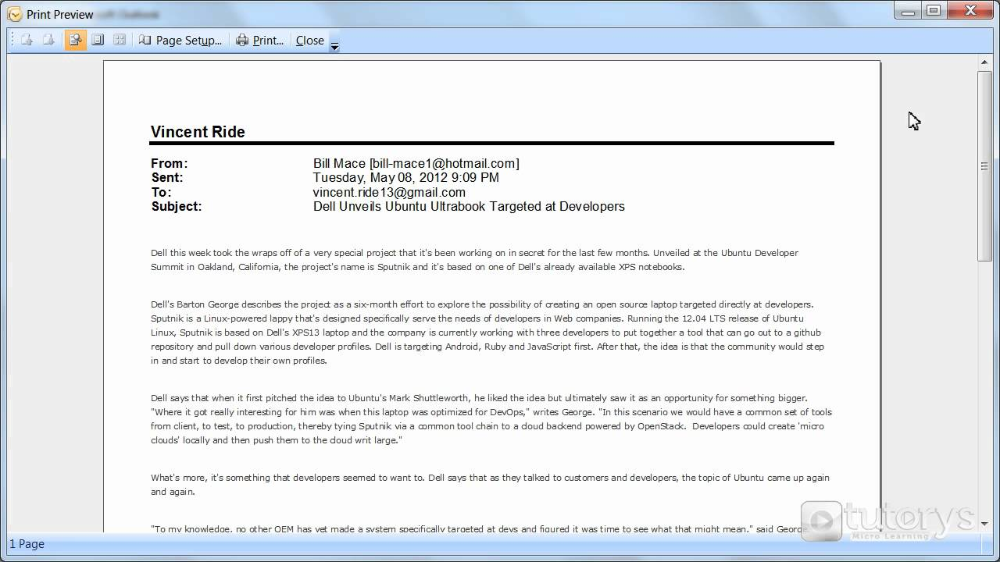 Print Preview
Page Setup... Print... Close
Vincent Ride
From: Bill Mace [bill-mace1@hotmail.com]
Sent: Tuesday, May 08, 2012 9:09 PM
To: vincent.ride13@gmail.com
Subject: Dell Unveils Ubuntu Ultrabook Targeted at Developers
Dell this week took the wraps off of a very special project that it's been working on in secret for the last few months. Unveiled at the Ubuntu Developer
Summit in Oakland, California, the project's name is Sputnik and it's based on one of Dell's already available XPS notebooks.
Dell's Barton George describes the project as a six-month effort to explore the possibility of creating an open source laptop targeted directly at developers.
Sputnik is a Linux-powered lappy that's designed specifically serve the needs of developers in Web companies. Running the 12.04 LTS release of Ubuntu
Linux, Sputnik is based on Dell's XPS13 laptop and the company is currently working with three developers to put together a tool that can go out to a github
repository and pull down various developer profiles. Dell is targeting Android, Ruby and JavaScript first. After that, the idea is that the community would step
in and start to develop their own profiles.
Dell says that when it first pitched the idea to Ubuntu's Mark Shuttleworth, he liked the idea but ultimately saw it as an opportunity for something bigger.
"Where it got really interesting for him was when this laptop was optimized for DevOps," writes George. "In this scenario we would have a common set of tools
from client, to test, to production, thereby tying Sputnik via a common tool chain to a cloud backend powered by OpenStack. Developers could create 'micro
clouds' locally and then push them to the cloud writ large."
What's more, it's something that developers seemed to want to. Dell says that as they talked to customers and developers, the topic of Ubuntu came up again
and again.
"To my knowledge, no other OEM has yet made a system specifically targeted at devs and figured it was time to see what that might mean," said George.
tutorys
Micro Learning
1 Page